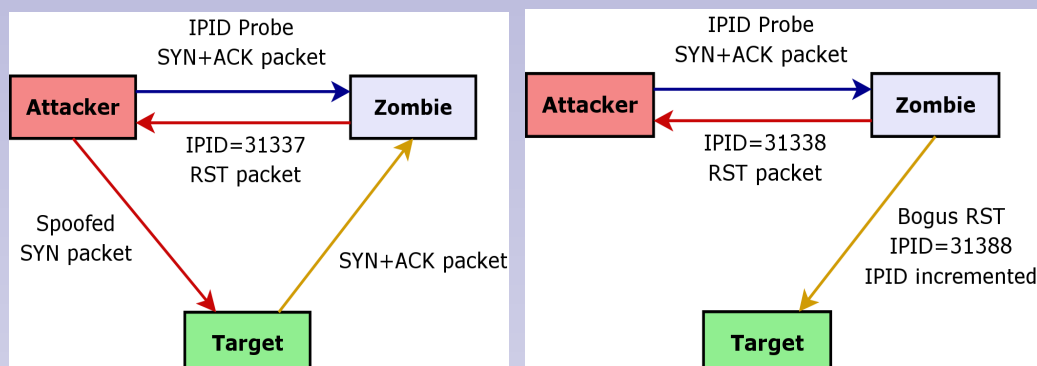 IPID Probe
SYN+ACK packet
Attacker
Zombie
IPID=31337
RST packet
Spoofed
SYN packet
SYN+ACK packet
Target
IPID Probe
SYN+ACK packet
Attacker
Zombie
IPID=31338
RST packet
Bogus RST
IPID=31388
IPID incremented
Target